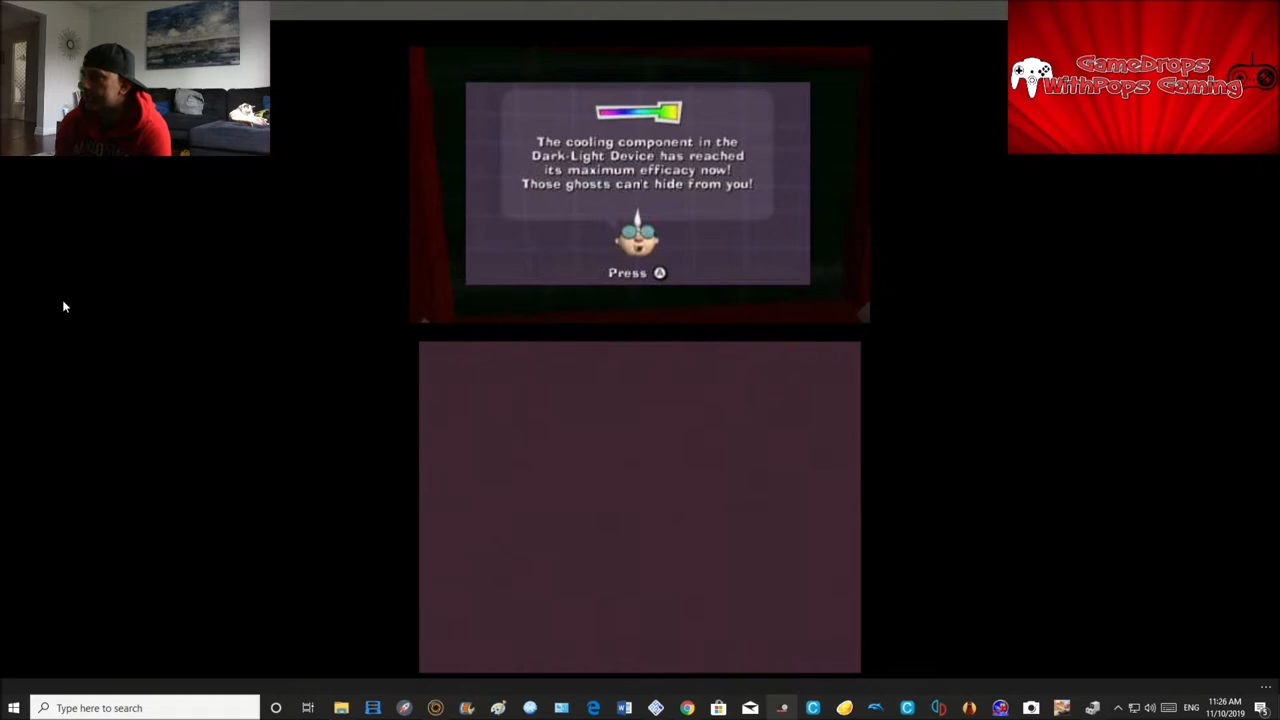 GameDrops
WithPops Gaming
The cooling component in the
Dark-Light Device has reached
its maximum efficacy now!
Those ghosts can't hide from you!
Press A
Type here to search
ENG
11:26 AM
11/10/2019